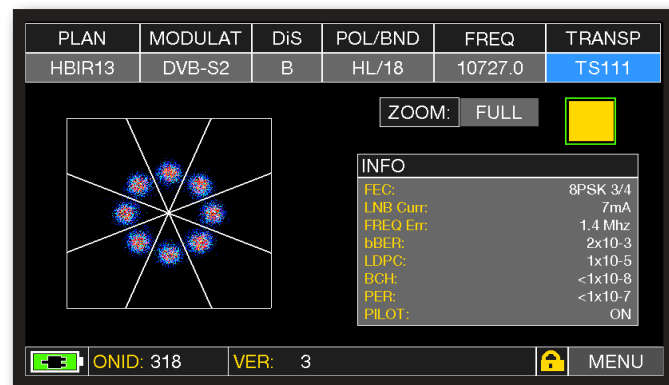 PLAN MODULAT DiS POL/BND FREQ TRANSP
HBIR13 DVB-S2 B HL/18 10727.0 TS111
ZOOM: FULL
INFO
FEC: 8PSK 3/4
LNB Curr: 7mA
FREQ Err: 1.4 Mhz
bBER: 2x10-3
LDPC: 1x10-5
BCH: <1x10-8
PER: <1x10-7
PILOT: ON
ONID: 318 VER: 3 MENU